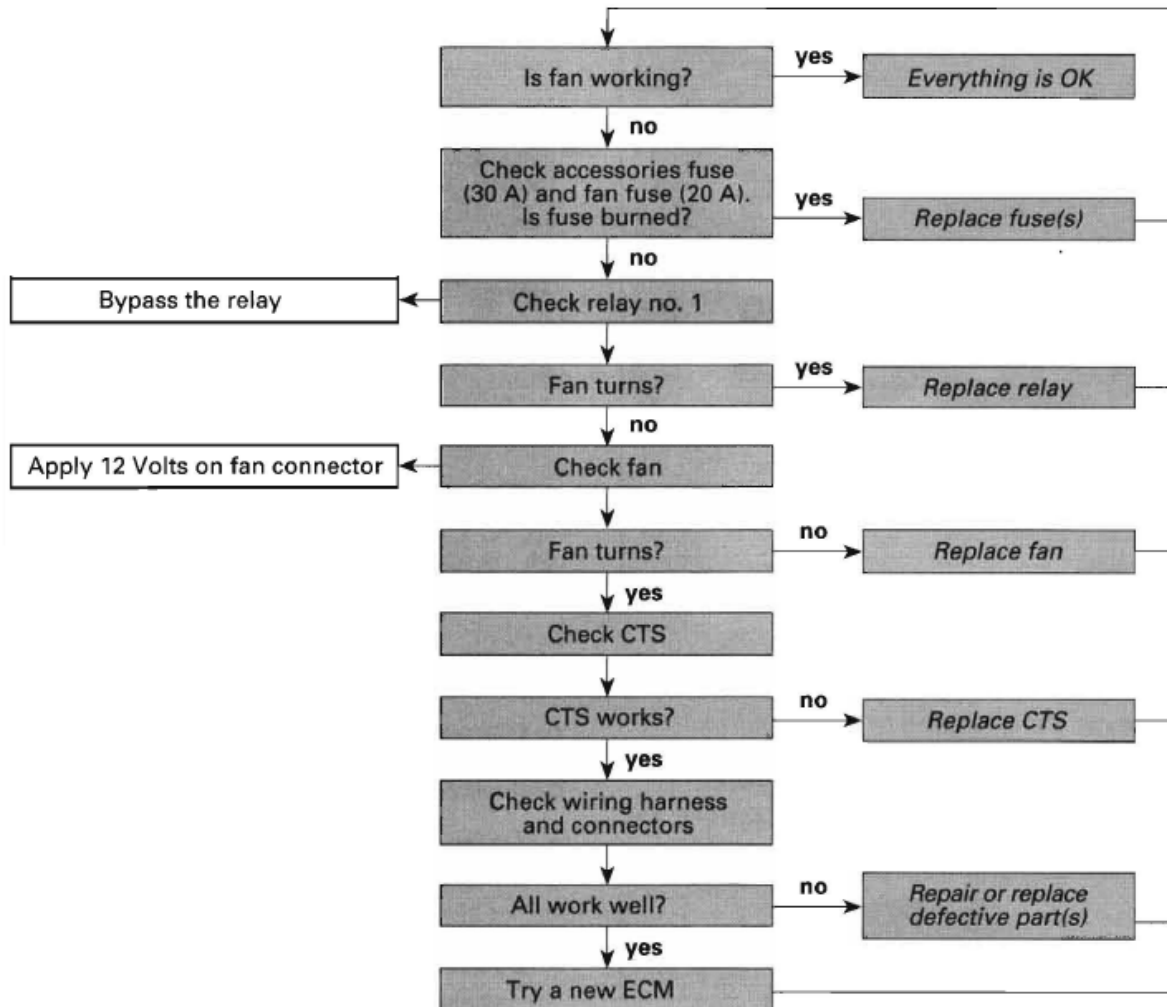 Is fan working?
yes
Everything is OK
no
Check accessories fuse
(30 A) and fan fuse (20 A).
Is fuse burned?
yes
Replace fuse(s)
no
Bypass the relay
Check relay no. 1
Fan turns?
yes
Replace relay
no
Apply 12 Volts on fan connector
Check fan
Fan turns?
no
Replace fan
yes
Check CTS
CTS works?
no
Replace CTS
yes
Check wiring harness
and connectors
All work well?
no
Repair or replace
defective part(s)
yes
Try a new ECM